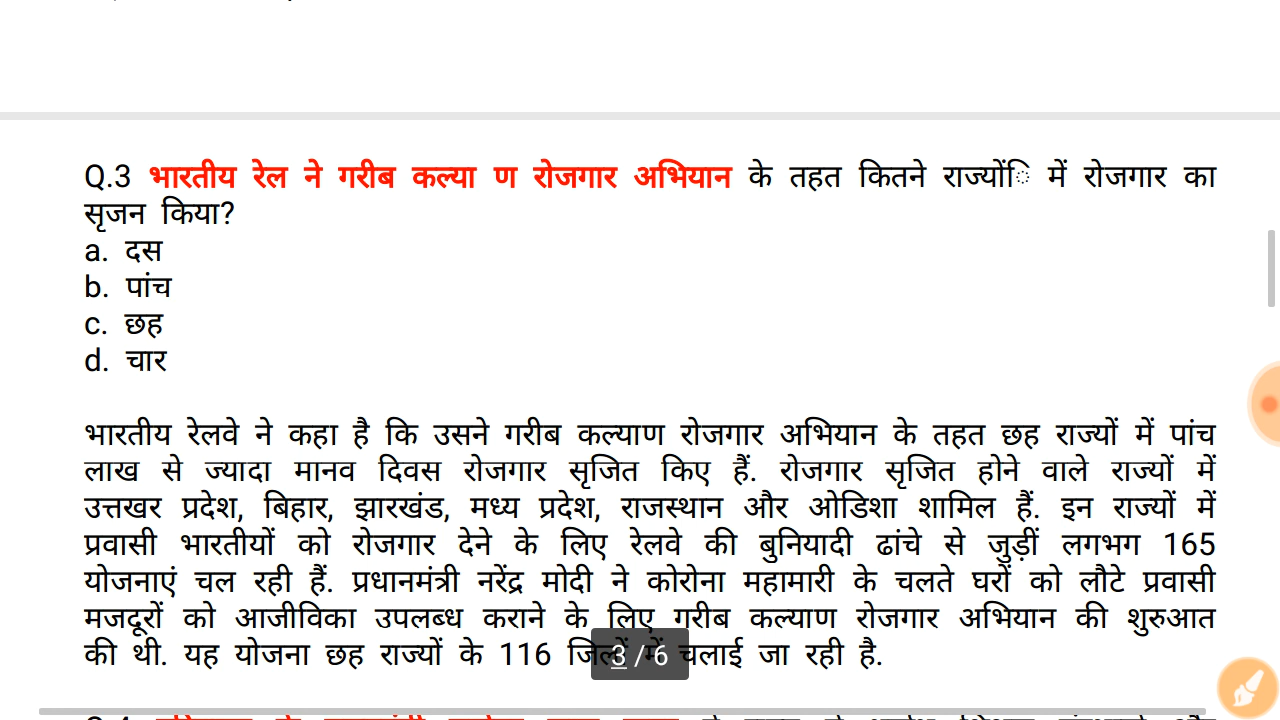 Q.3 भारतीय रेल ने गरीब कल्या ण रोजगार अभियान के तहत कितने राज्योंि में रोजगार का
सृजन किया?
a. दस
b. पांच
c. छह
d. चार
भारतीय रेलवे ने कहा है कि उसने गरीब कल्याण रोजगार अभियान के तहत छह राज्यों में पांच
लाख से ज्यादा मानव दिवस रोजगार सृजित किए हैं. रोजगार सृजित होने वाले राज्यों में
उत्तखर प्रदेश, बिहार, झारखंड, मध्य प्रदेश, राजस्थान और ओडिशा शामिल हैं. इन राज्यों में
प्रवासी भारतीयों को रोजगार देने के लिए रेलवे की बुनियादी ढांचे से जुड़ीं लगभग 165
योजनाएं चल रही हैं. प्रधानमंत्री नरेंद्र मोदी ने कोरोना महामारी के चलते घरों को लौटे प्रवासी
मजदूरों को आजीविका उपलब्ध कराने के लिए गरीब कल्याण रोजगार अभियान की शुरुआत
की थी. यह योजना छह राज्यों के 116 जिलों में चलाई जा रही है.
3 / 6